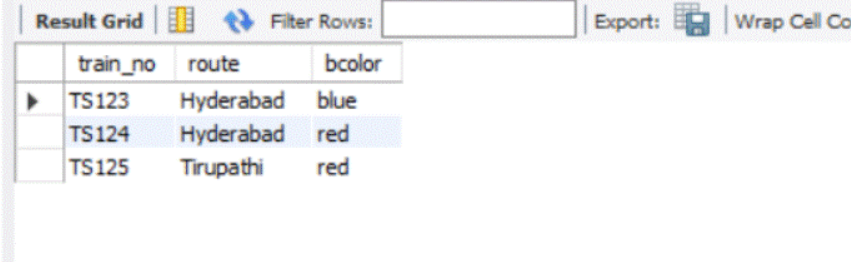 Result Grid Filter Rows: Export: Wrap Cell Co
train_no route bcolor
TS123 Hyderabad blue
TS124 Hyderabad red
TS125 Tirupathi red